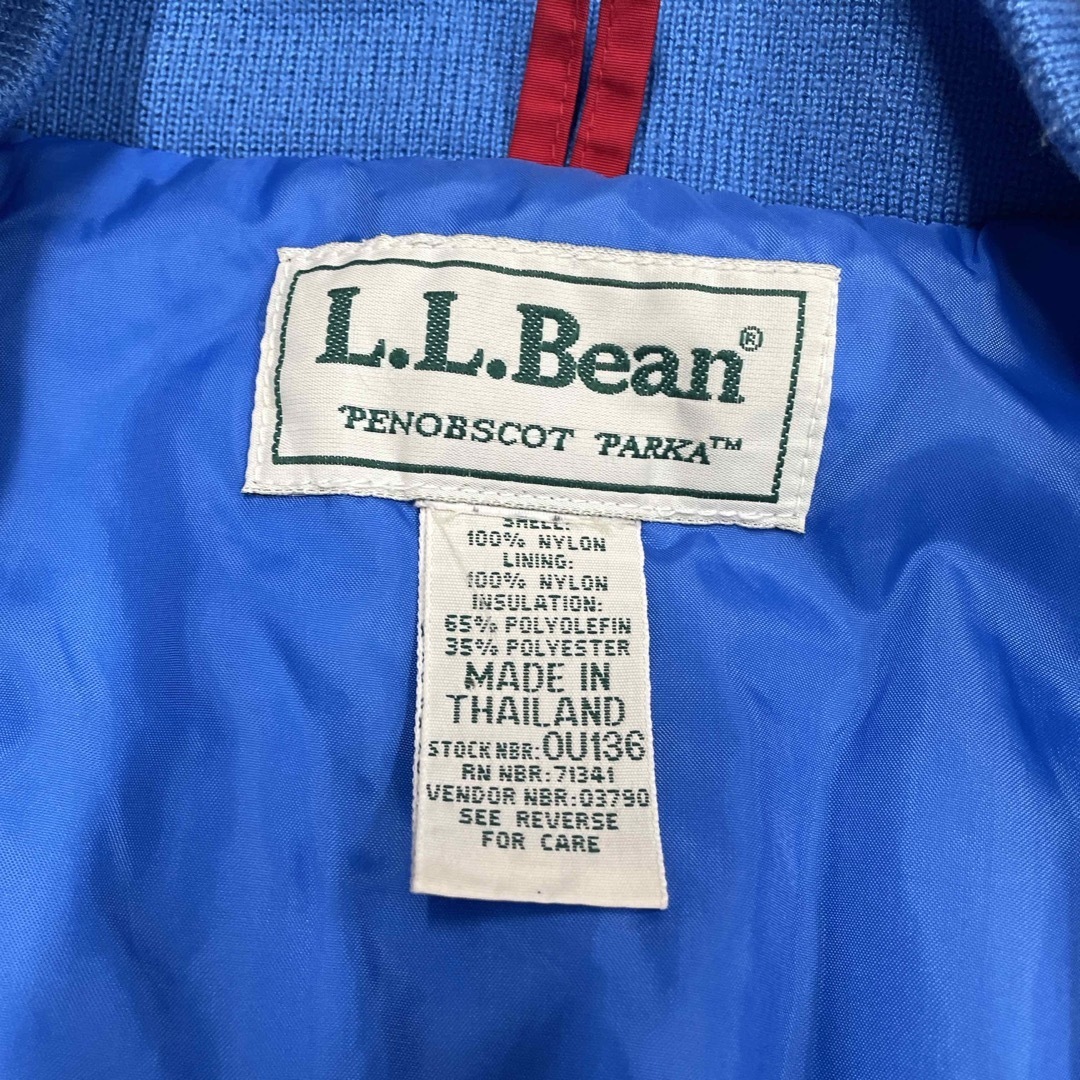 L.L.Bean®
PENOBSCOT PARKA™
SHELL:
100% NYLON
LINING:
100% NYLON
INSULATION:
65% POLYOLEFIN
35% POLYESTER
MADE IN
THAILAND
STOCK NBR: 0U136
RN NBR:71341
VENDOR NBR:03790
SEE REVERSE
FOR CARE